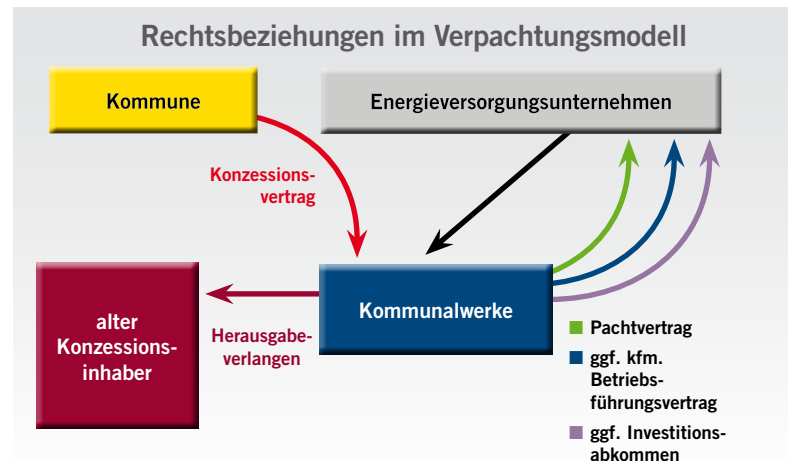 Rechtsbeziehungen im Verpachtungsmodell
Kommune
Energieversorgungsunternehmen
Konzessions-
vertrag
alter
Konzessions-
inhaber
Herausgabe-
verlangen
Kommunalwerke
Pachtvertrag
ggf. kfm.
Betriebs-
führungsvertrag
ggf. Investitions-
abkommen